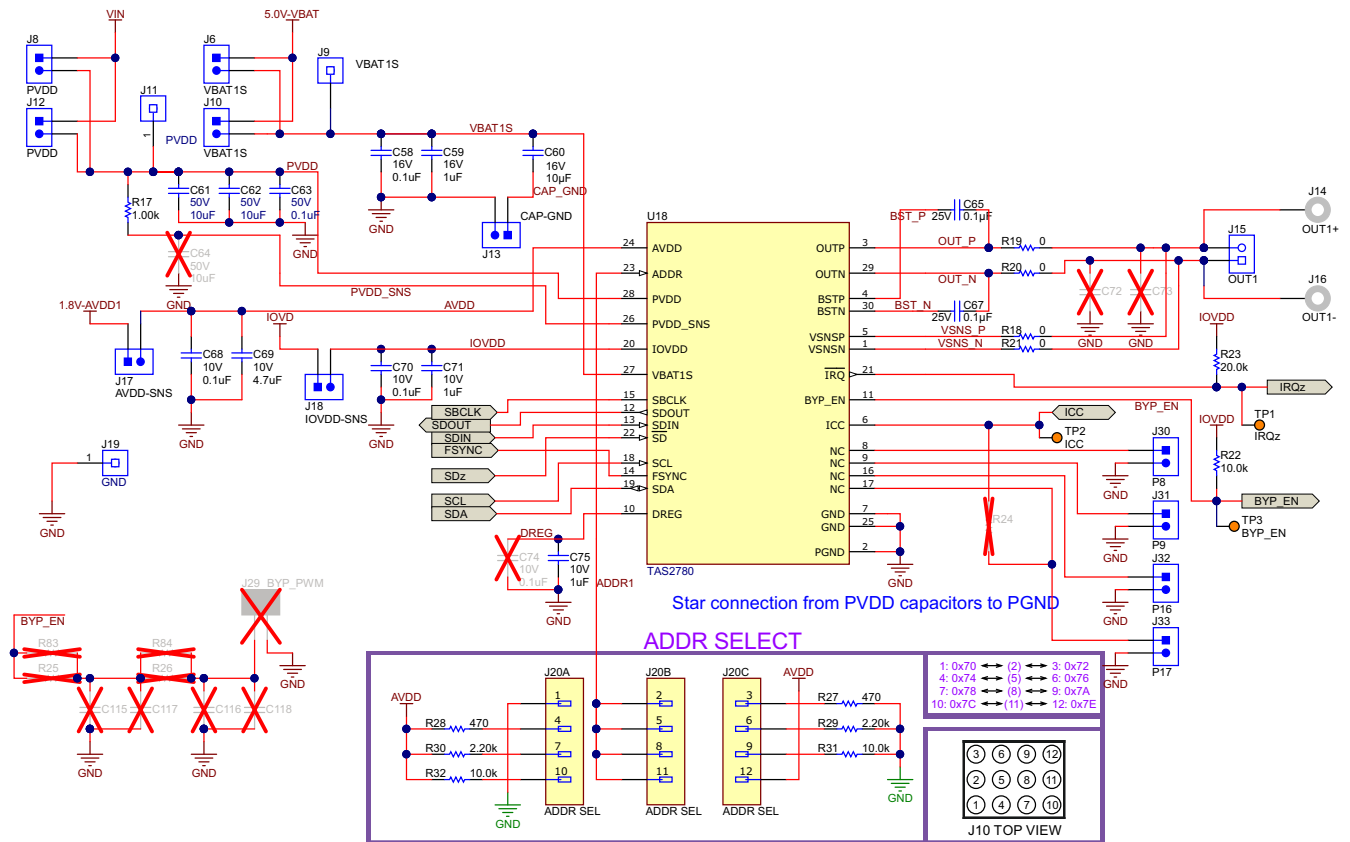 VIN
5.0V-VBAT
J8
PVDD
J12
PVDD
J11
1
PVDD
J6
VBAT1S
J10
VBAT1S
J9
VBAT1S
VBAT1S
C58
16V
0.1uF
C59
16V
1uF
C60
16V
10µF
CAP_GND
GND
CAP-GND
J13
PVDD
R17
1.00k
C61
50V
10uF
C62
50V
10uF
C63
50V
0.1uF
GND
C64
50V
10uF
GND
PVDD_SNS
1.8V-AVDD1
J17
AVDD-SNS
AVDD
C68
10V
0.1uF
C69
10V
4.7uF
GND
IOVD
J18
IOVDD-SNS
IOVDD
C70
10V
0.1uF
C71
10V
1uF
GND
SBCLK
SDOUT
SDIN
FSYNC
SDz
SCL
SDA
J19
1
GND
GND
DREG
C74
10V
0.1uF
C75
10V
1uF
GND
ADDR1
U18
24 AVDD
23 ADDR
28 PVDD
26 PVDD_SNS
20 IOVDD
27 VBAT1S
15 SBCLK
12 SDOUT
13 SDIN
22 SD
18 SCL
14 FSYNC
19 SDA
10 DREG
OUTP 3
OUTN 29
BSTP 4
BSTN 30
VSNSP 5
VSNSN 1
IRQ 21
BYP_EN 11
ICC 6
NC 8
NC 9
NC 16
NC 17
GND 7
GND 25
PGND 2
TAS2780
BST_P
C65
25V 0.1µF
OUT_P
R19 0
OUT_N
R20 0
BST_N
C67
25V 0.1µF
VSNS_P
R18 0
VSNS_N
R21 0
C72
GND
C73
GND
J14
OUT1+
J15
OUT1
J16
OUT1-
IOVDD
R23
20.0k
IRQz
TP1
IRQz
BYP_EN
ICC
TP2
ICC
IOVDD
R22
10.0k
BYP_EN
TP3
BYP_EN
R24
J30
GND
P8
J31
GND
P9
J32
GND
P16
J33
GND
P17
GND
Star connection from PVDD capacitors to PGND
BYP_EN
R83
R25
R84
R26
J29 BYP_PWM
GND
C115
C117
C116
C118
GND
GND
ADDR SELECT
AVDD
R28 470
R30 2.20k
R32 10.0k
J20A
1
4
7
10
ADDR SEL
GND
J20B
2
5
8
11
ADDR SEL
J20C
3
6
9
12
ADDR SEL
AVDD
R27 470
R29 2.20k
R31 10.0k
GND
1: 0x70 (2) 3: 0x72
4: 0x74 (5) 6: 0x76
7: 0x78 (8) 9: 0x7A
10: 0x7C (11) 12: 0x7E
3 6 9 12
2 5 8 11
1 4 7 10
J10 TOP VIEW